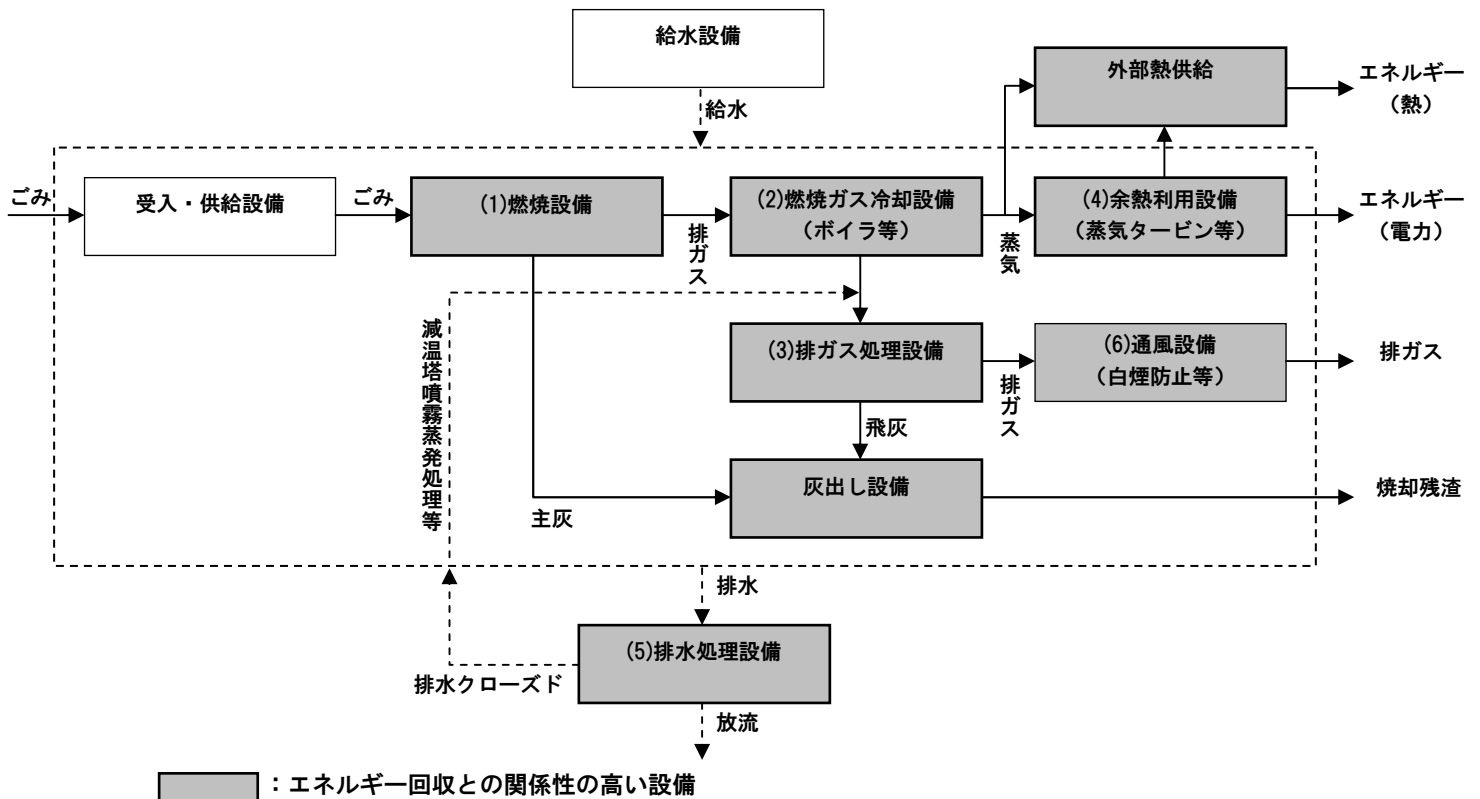 給水設備
給水
外部熱供給
エネルギー
（熱）
ごみ
受入・供給設備
ごみ
(1)燃焼設備
排ガス
(2)燃焼ガス冷却設備
（ボイラ等）
蒸気
(4)余熱利用設備
（蒸気タービン等）
エネルギー
（電力）
減温塔噴霧蒸発処理等
(3)排ガス処理設備
排ガス
(6)通風設備
（白煙防止等）
排ガス
飛灰
主灰
灰出し設備
焼却残渣
排水
(5)排水処理設備
排水クローズド
放流
：エネルギー回収との関係性の高い設備